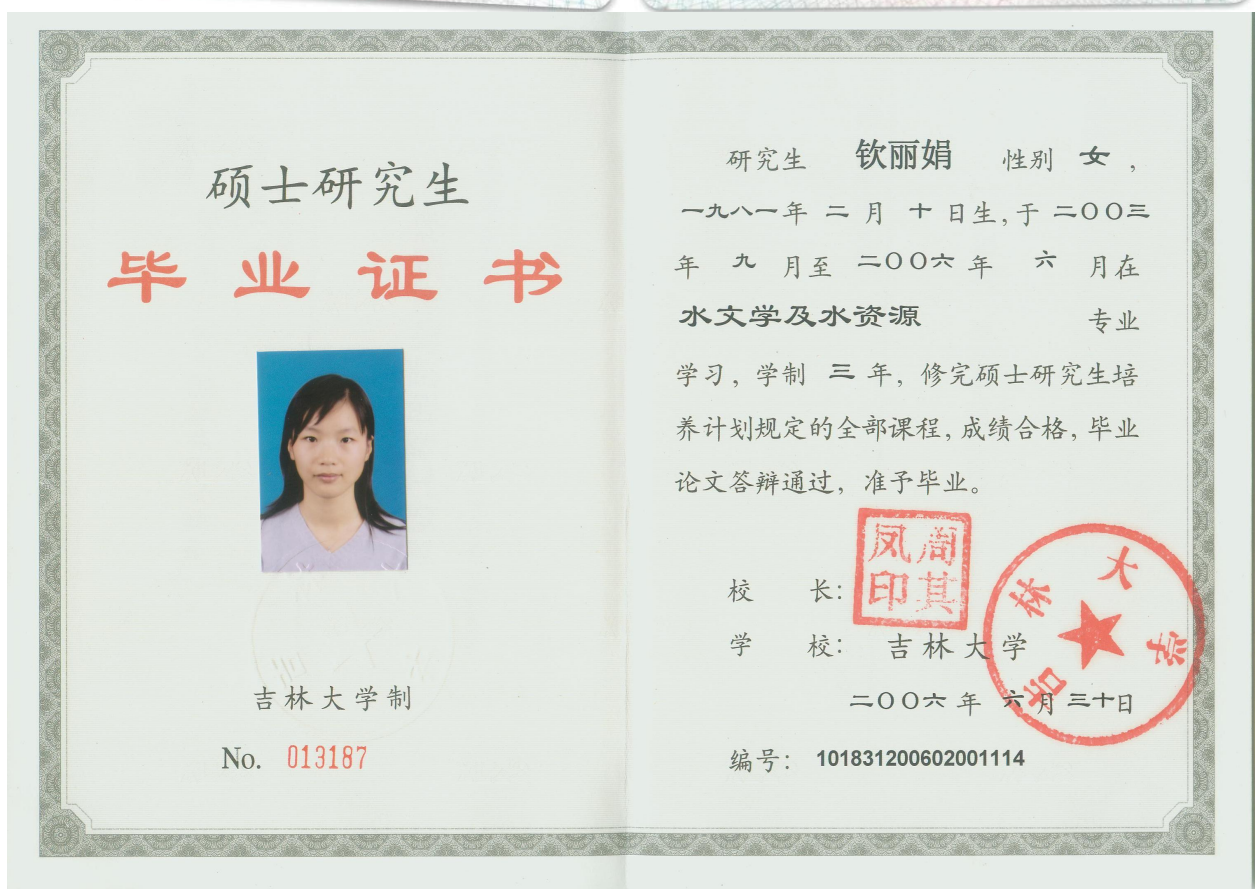 硕士研究生
毕业证书
吉林大学制
No. 013187
研究生 钦丽娟 性别 女，
一九八一年 二 月 十 日生，于 二〇〇三
年 九 月至 二〇〇六 年 六 月在
水文学及水资源 专业
学习，学制 三 年，修完硕士研究生培
养计划规定的全部课程，成绩合格，毕业
论文答辩通过，准予毕业。
校 长：
周其凤印
学 校： 吉林大学
吉林大学
二〇〇六 年 六 月 三十日
编号： 101831200602001114